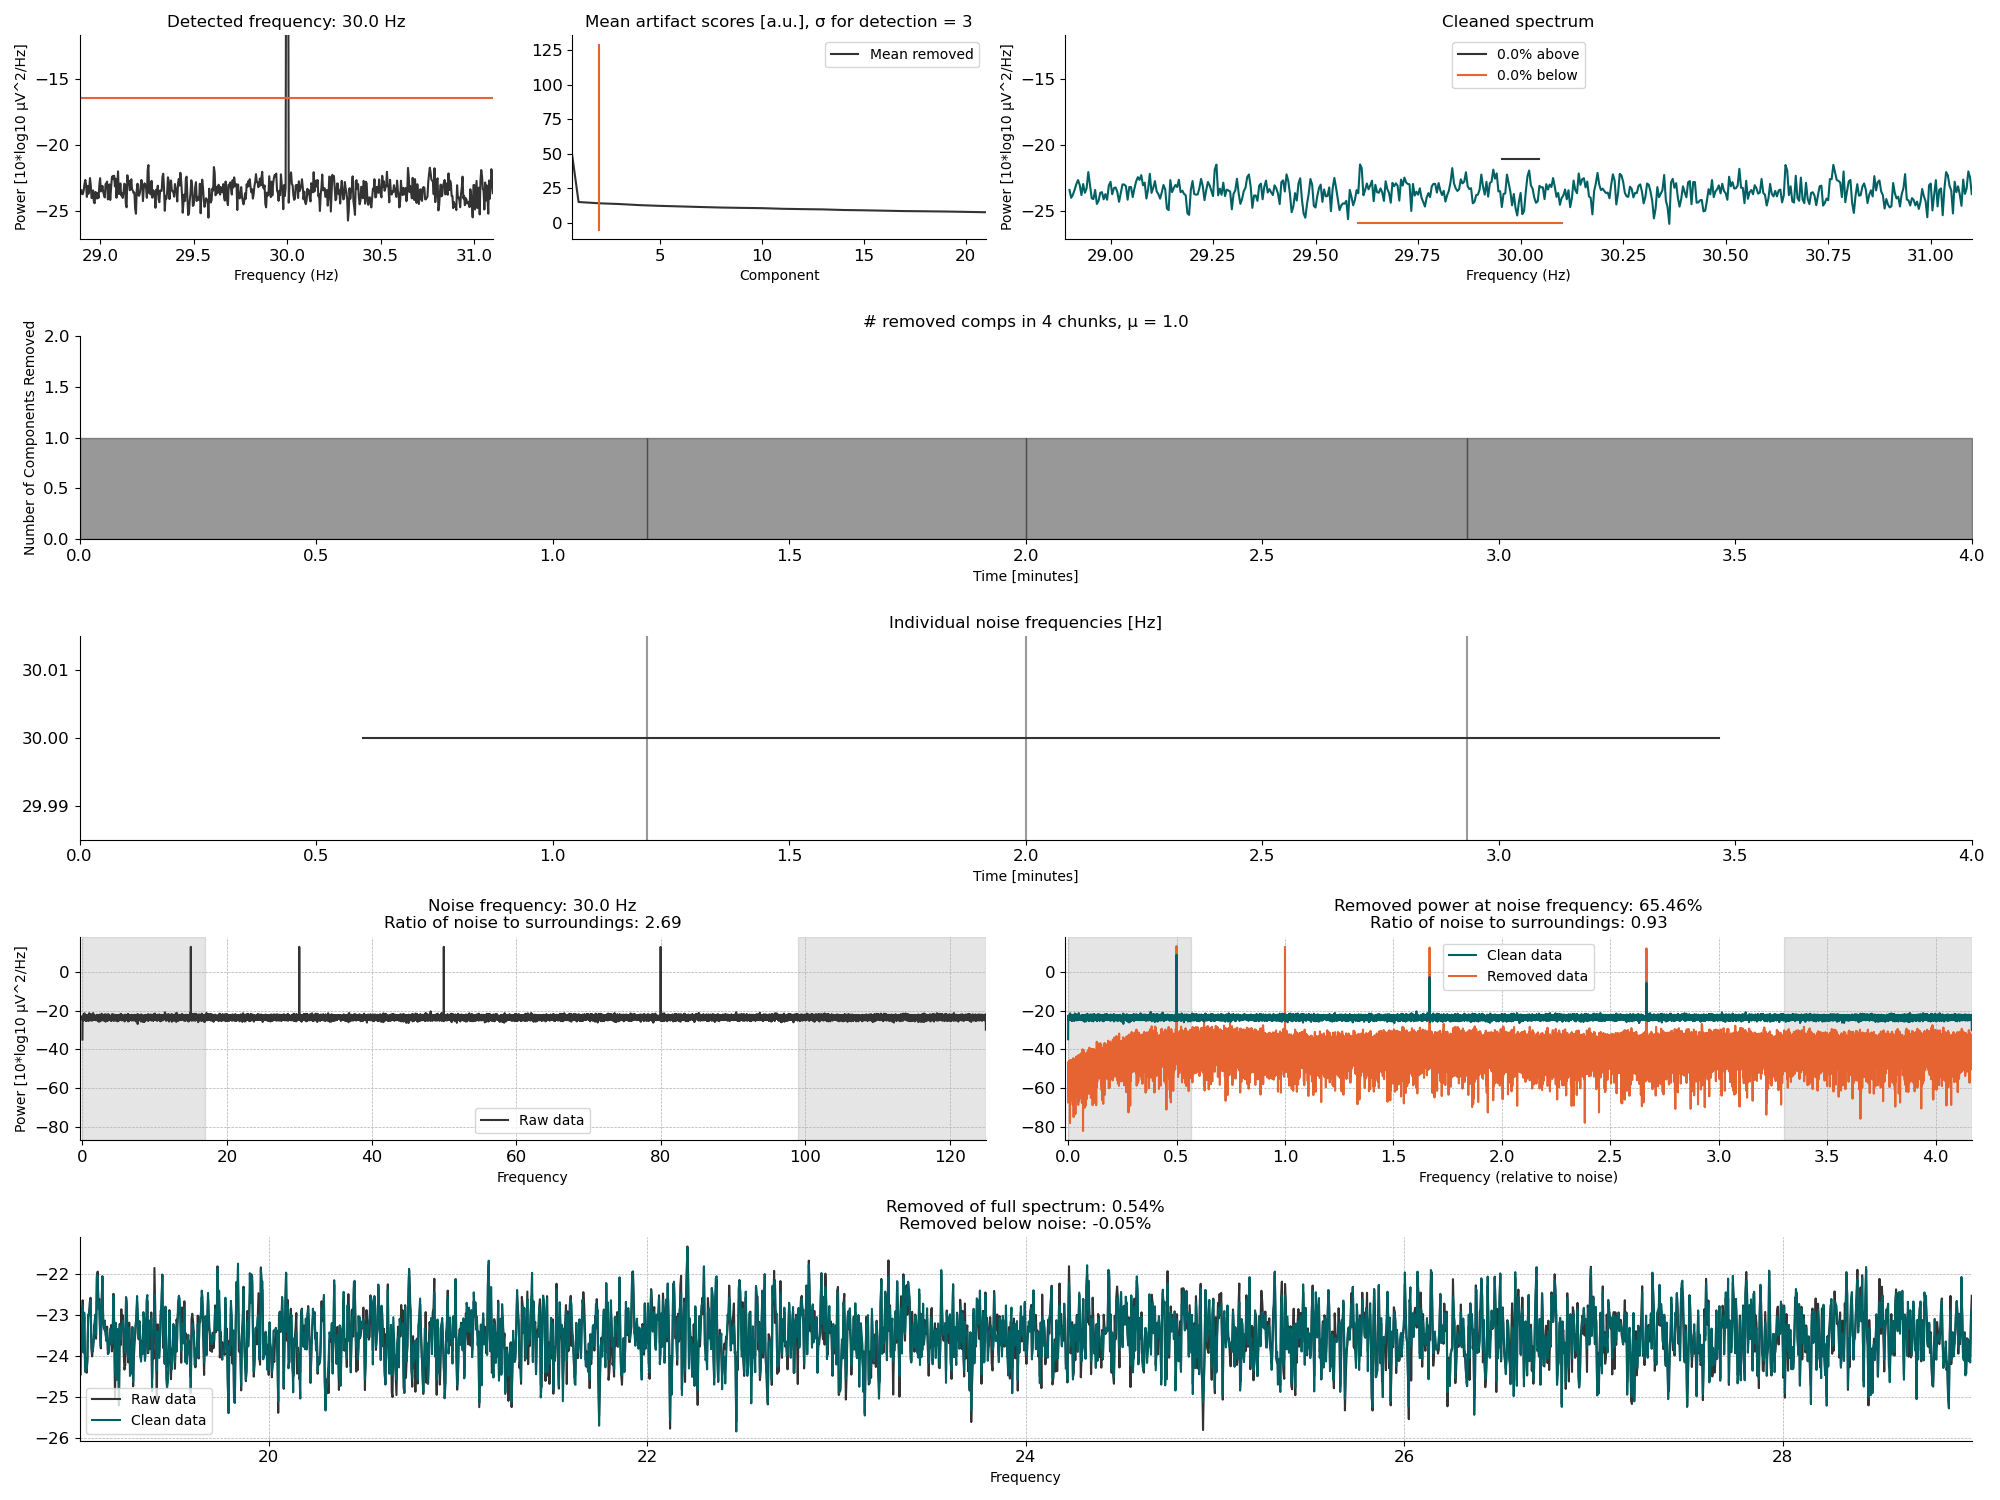 Detected frequency: 30.0 Hz
Power [10*log10 μV^2/Hz]
−15
−20
−25
29.0 29.5 30.0 30.5 31.0
Frequency (Hz)
Mean artifact scores [a.u.], σ for detection = 3
125
100
75
50
25
0
Mean removed
5 10 15 20
Component
Cleaned spectrum
Power [10*log10 μV^2/Hz]
−15
−20
−25
0.0% above
0.0% below
29.00 29.25 29.50 29.75 30.00 30.25 30.50 30.75 31.00
Frequency (Hz)
# removed comps in 4 chunks, μ = 1.0
Number of Components Removed
2.0
1.5
1.0
0.5
0.0
0.0 0.5 1.0 1.5 2.0 2.5 3.0 3.5 4.0
Time [minutes]
Individual noise frequencies [Hz]
30.01
30.00
29.99
0.0 0.5 1.0 1.5 2.0 2.5 3.0 3.5 4.0
Time [minutes]
Noise frequency: 30.0 Hz
Ratio of noise to surroundings: 2.69
Power [10*log10 μV^2/Hz]
0
−20
−40
−60
−80
Raw data
0 20 40 60 80 100 120
Frequency
Removed power at noise frequency: 65.46%
Ratio of noise to surroundings: 0.93
0
−20
−40
−60
−80
Clean data
Removed data
0.0 0.5 1.0 1.5 2.0 2.5 3.0 3.5 4.0
Frequency (relative to noise)
Removed of full spectrum: 0.54%
Removed below noise: -0.05%
−22
−23
−24
−25
−26
Raw data
Clean data
20 22 24 26 28
Frequency